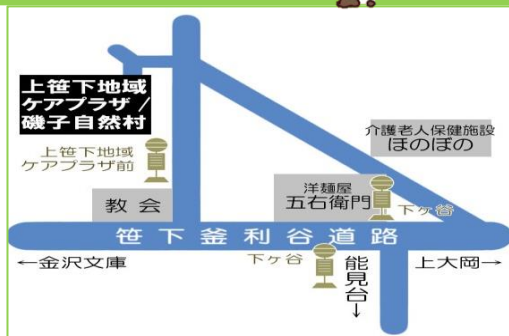 上笹下地域
ケアプラザ/
磯子自然村
上笹下地域
ケアプラザ前
介護老人保健施設
ほのぼの
教会
洋麺屋
五右衛門
下ヶ谷
笹下釜利谷道路
←金沢文庫
下ケ谷
能見台→
上大岡→